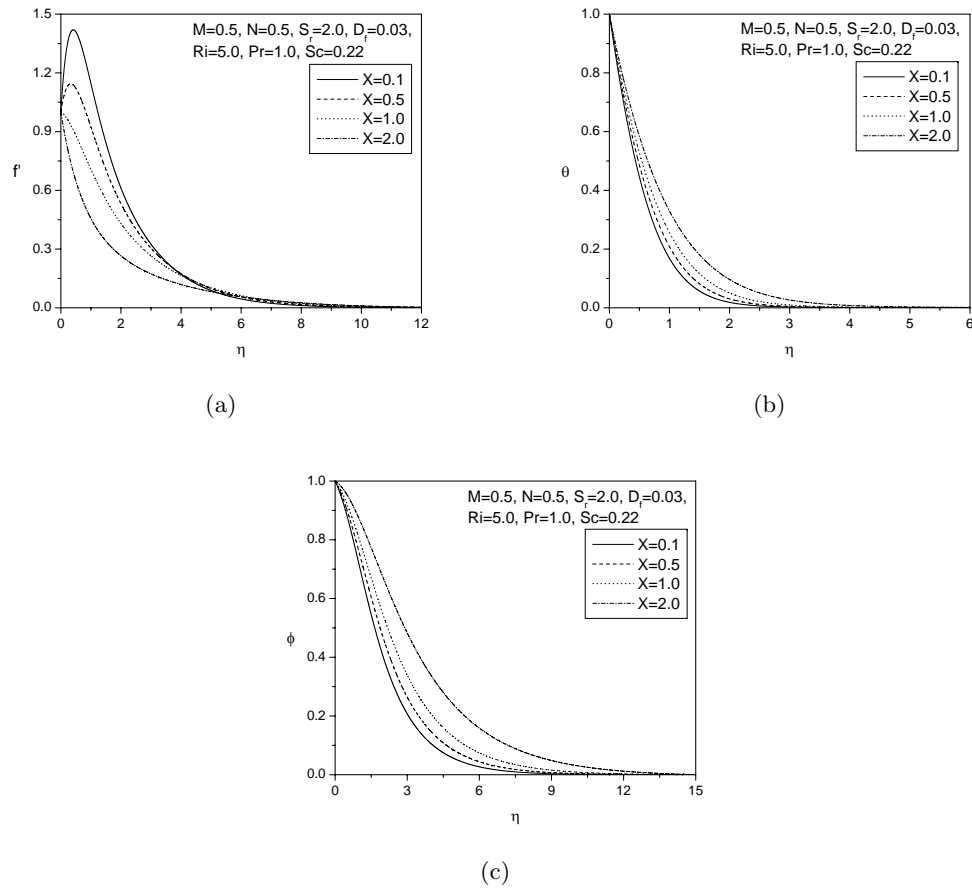 M=0.5, N=0.5, S_r=2.0, D_f=0.03,
Ri=5.0, Pr=1.0, Sc=0.22
X=0.1
X=0.5
X=1.0
X=2.0
f'
1.5
1.2
0.9
0.6
0.3
0.0
0 2 4 6 8 10 12
η
(a)
M=0.5, N=0.5, S_r=2.0, D_f=0.03,
Ri=5.0, Pr=1.0, Sc=0.22
X=0.1
X=0.5
X=1.0
X=2.0
θ
1.0
0.8
0.6
0.4
0.2
0.0
0 1 2 3 4 5 6
η
(b)
M=0.5, N=0.5, S_r=2.0, D_f=0.03,
Ri=5.0, Pr=1.0, Sc=0.22
X=0.1
X=0.5
X=1.0
X=2.0
ϕ
1.0
0.8
0.6
0.4
0.2
0.0
0 3 6 9 12 15
η
(c)